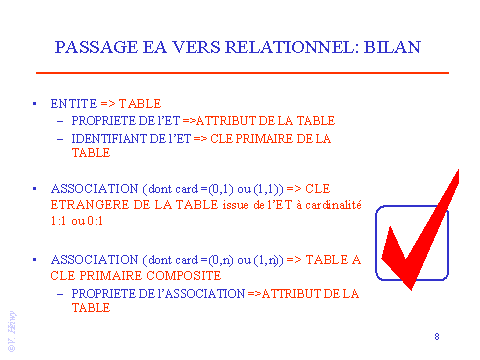 PASSAGE EA VERS RELATIONNEL: BILAN
• ENTITE => TABLE
– PROPRIETE DE l'ET =>ATTRIBUT DE LA TABLE
– IDENTIFIANT DE l'ET => CLE PRIMAIRE DE LA
TABLE
• ASSOCIATION (dont card =(0,1) ou (1,1)) => CLE
ETRANGERE DE LA TABLE issue de l'ET à cardinalité
1:1 ou 0:1
• ASSOCIATION (dont card =(0,n) ou (1,n)) => TABLE A
CLE PRIMAIRE COMPOSITE
– PROPRIETE DE l'ASSOCIATION =>ATTRIBUT DE LA
TABLE
8